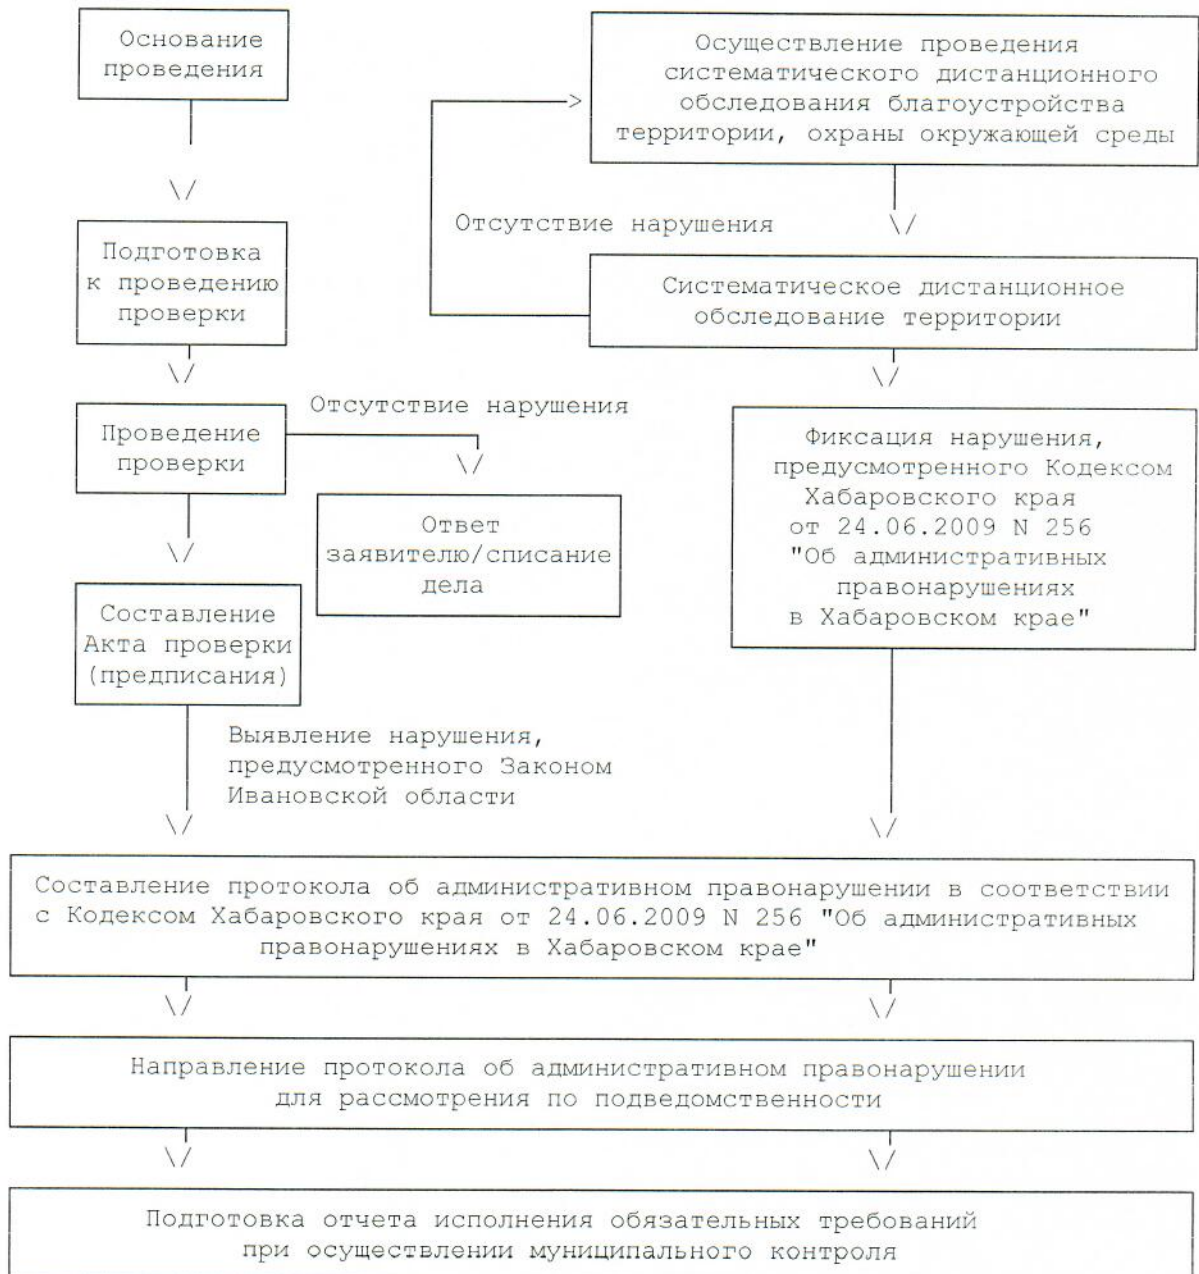 Основание
проведения
Осуществление проведения
систематического дистанционного
обследования благоустройства
территории, охраны окружающей среды
>
\/
\/
Отсутствие нарушения
Подготовка
к проведению
проверки
Систематическое дистанционное
обследование территории
\/
\/
Отсутствие нарушения
Проведение
проверки
\/
Фиксация нарушения,
предусмотренного Кодексом
Хабаровского края
от 24.06.2009 N 256
"Об административных
правонарушениях
в Хабаровском крае"
Ответ
заявителю/списание
дела
\/
Составление
Акта проверки
(предписания)
Выявление нарушения,
предусмотренного Законом
Ивановской области
\/
\/
Составление протокола об административном правонарушении в соответствии
с Кодексом Хабаровского края от 24.06.2009 N 256 "Об административных
правонарушениях в Хабаровском крае"
\/
\/
Направление протокола об административном правонарушении
для рассмотрения по подведомственности
\/
\/
Подготовка отчета исполнения обязательных требований
при осуществлении муниципального контроля